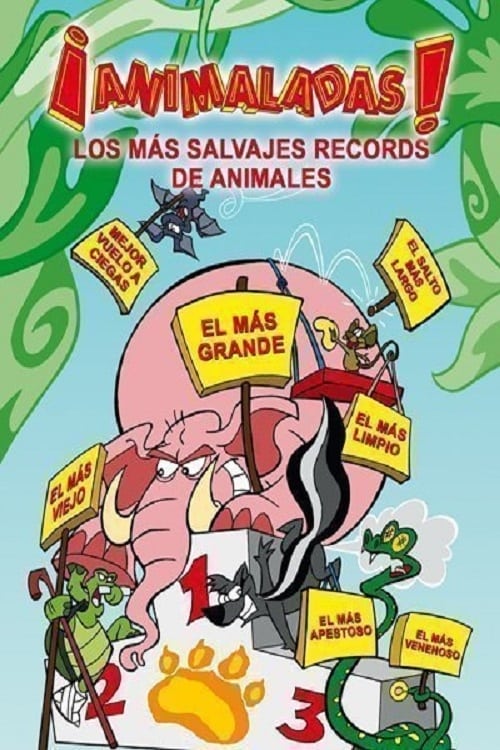 ¡ANIMALADAS!
LOS MÁS SALVAJES RECORDS
DE ANIMALES
MEJOR
VUELO A
CIEGAS
EL SALTO
MÁS
LARGO
EL MÁS
GRANDE
EL MÁS
LIMPIO
EL MÁS
VIEJO
EL MÁS
APESTOSO
EL MÁS
VENENOSO
1
2
3